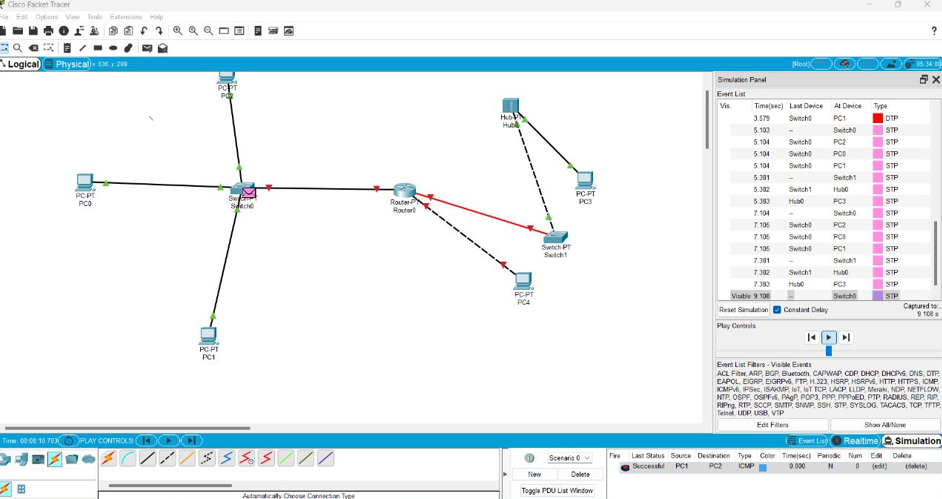 Cisco Packet Tracer
File Edit Options View Tools Extensions Help
?
Logical Physical x: 636, y: 299 [Root] 05:34:00
Simulation Panel
Event List
Vis. Time(sec) Last Device At Device Type
3.579 Switch0 PC1 DTP
5.103 -- Switch0 STP
5.104 Switch0 PC2 STP
5.104 Switch0 PC0 STP
5.104 Switch0 PC1 STP
5.381 -- Switch1 STP
5.382 Switch1 Hub0 STP
5.383 Hub0 PC3 STP
7.104 -- Switch0 STP
7.105 Switch0 PC2 STP
7.105 Switch0 PC0 STP
7.105 Switch0 PC1 STP
7.381 -- Switch1 STP
7.382 Switch1 Hub0 STP
7.383 Hub0 PC3 STP
Visible 9.108 -- Switch0 STP
Reset Simulation Constant Delay Captured to:
9.108 s
Play Controls
Event List Filters - Visible Events
ACL Filter, ARP, BGP, Bluetooth, CAPWAP, CDP, DHCP, DHCPv6, DNS, DTP,
EAPOL, EIGRP, EIGRPv6, FTP, H.323, HSRP, HSRPv6, HTTP, HTTPS, ICMP,
ICMPv6, IPSec, ISAKMP, IoT, IoT TCP, LACP, LLDP, Meraki, NDP, NETFLOW,
NTP, OSPF, OSPFv6, PAgP, POP3, PPP, PPPoED, PTP, RADIUS, REP, RIP,
RIPng, RTP, SCCP, SMTP, SNMP, SSH, STP, SYSLOG, TACACS, TCP, TFTP,
Telnet, UDP, USB, VTP
Edit Filters Show All/None
PC-PT
PC2
Hub-PT
Hub0
PC-PT
PC0
Switch-PT
Switch0
Router-PT
Router0
PC-PT
PC3
Switch-PT
Switch1
PC-PT
PC4
PC-PT
PC1
Time: 00:08:10.783 PLAY CONTROLS Event List Realtime Simulation
Scenario 0
New Delete
Toggle PDU List Window
Fire Last Status Source Destination Type Color Time(sec) Periodic Num Edit Delete
Successful PC1 PC2 ICMP 0.000 N 0 (edit) (delete)
Automatically Choose Connection Type